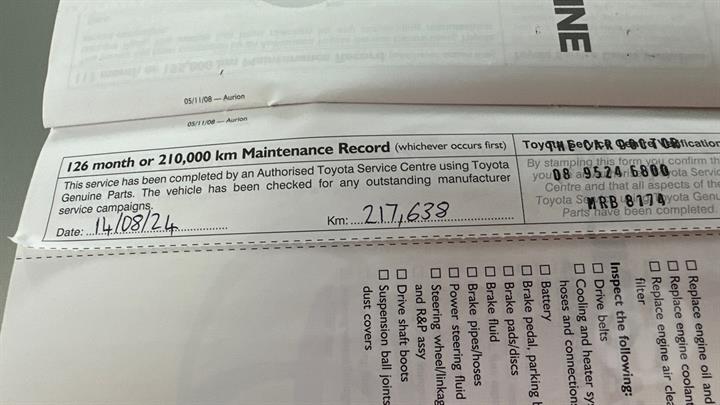 INE
05/11/08 — Aurion
05/11/08 — Aurion
126 month or 210,000 km Maintenance Record (whichever occurs first)
This service has been completed by an Authorised Toyota Service Centre using Toyota
Genuine Parts. The vehicle has been checked for any outstanding manufacturer
service campaigns.
Date: 14/08/24
Km: 217,638
THE CAR DOCTOR
By stamping this form you confirm th
08 9524 6800
Centre and that all aspects of the
MRB 8174
Parts have been completed.
☐ Replace engine oil and
☐ Replace engine coolant
☐ Replace engine air clea
filter
Inspect the following:
☐ Drive belts
☐ Cooling and heater sy
hoses and connection
☐ Battery
☐ Brake pedal, parking b
☐ Brake pads/discs
☐ Brake fluid
☐ Brake pipes/hoses
☐ Power steering fluid
☐ Steering wheel/linkag
and R&P assy
☐ Drive shaft boots
☐ Suspension ball joints
dust covers